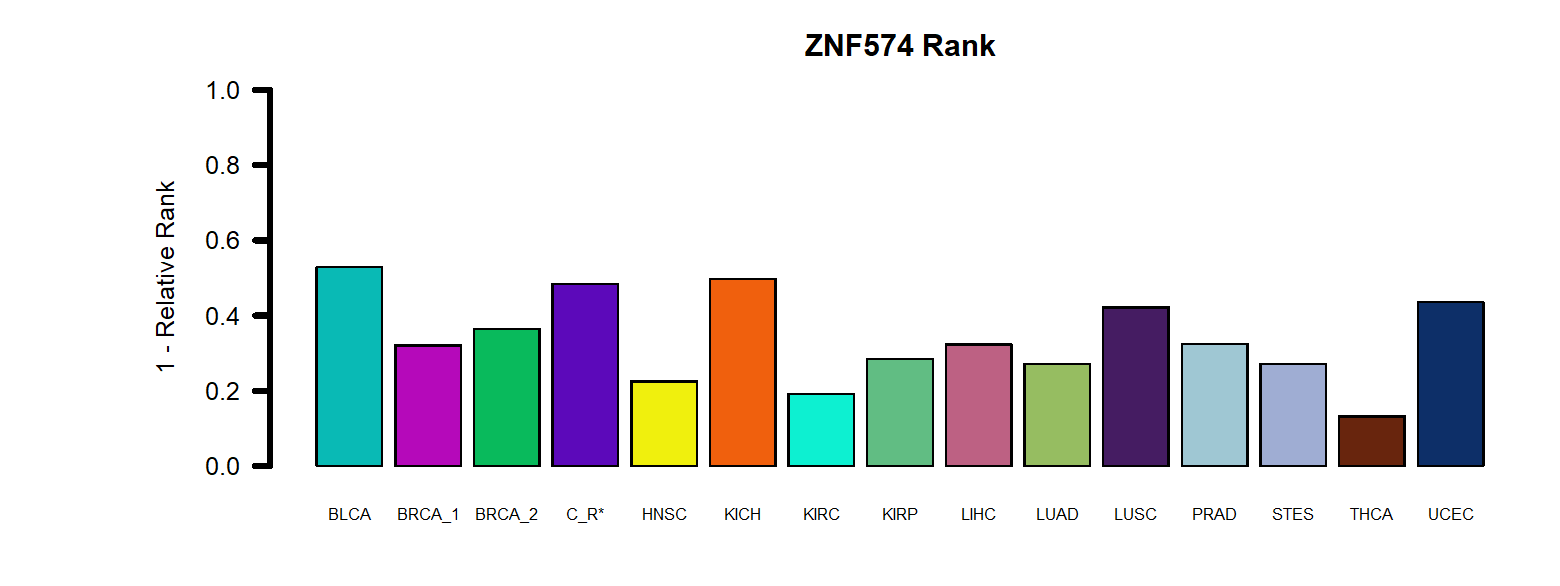 ZNF574 Rank
1 - Relative Rank
1.0
0.8
0.6
0.4
0.2
0.0
BLCA BRCA_1 BRCA_2 C_R* HNSC KICH KIRC KIRP LIHC LUAD LUSC PRAD STES THCA UCEC